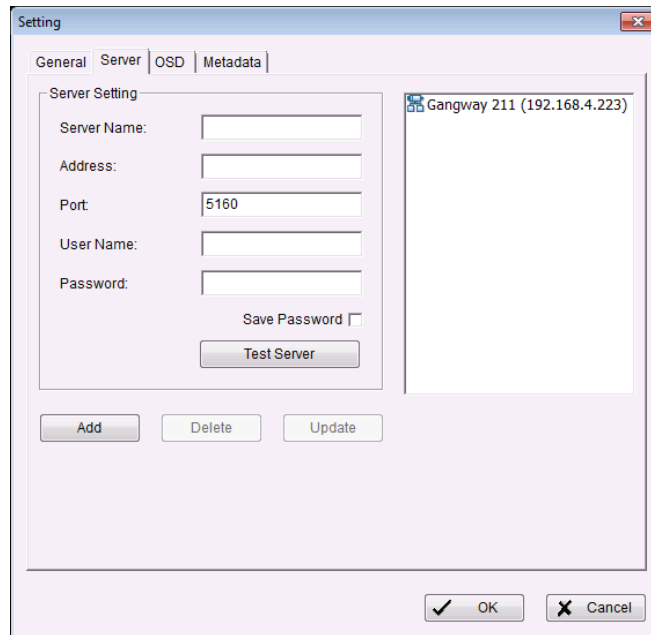 Setting
General Server OSD Metadata
Server Setting
Server Name:
Address:
Port: 5160
User Name:
Password:
Save Password
Test Server
Gangway 211 (192.168.4.223)
Add Delete Update
OK Cancel